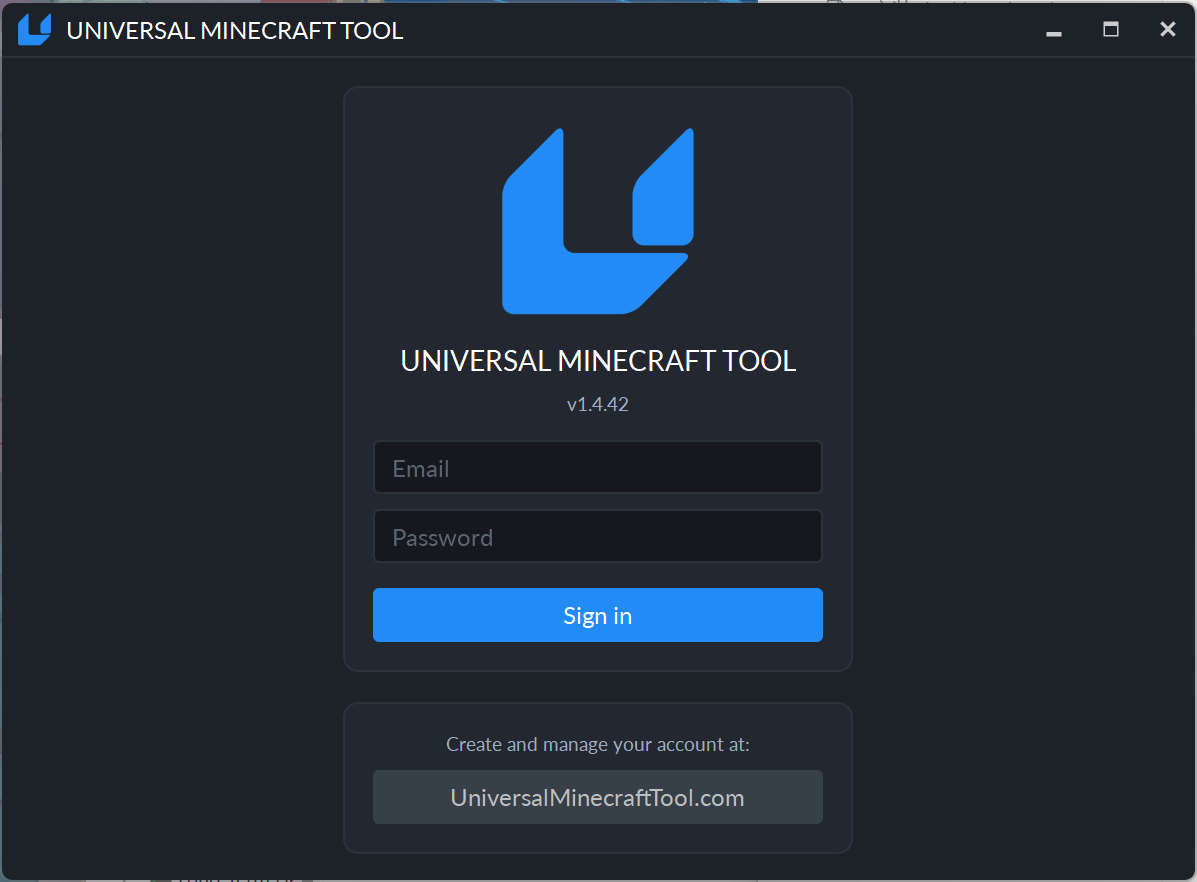 UNIVERSAL MINECRAFT TOOL
UNIVERSAL MINECRAFT TOOL
v1.4.42
Email
Password
Sign in
Create and manage your account at:
UniversalMinecraftTool.com